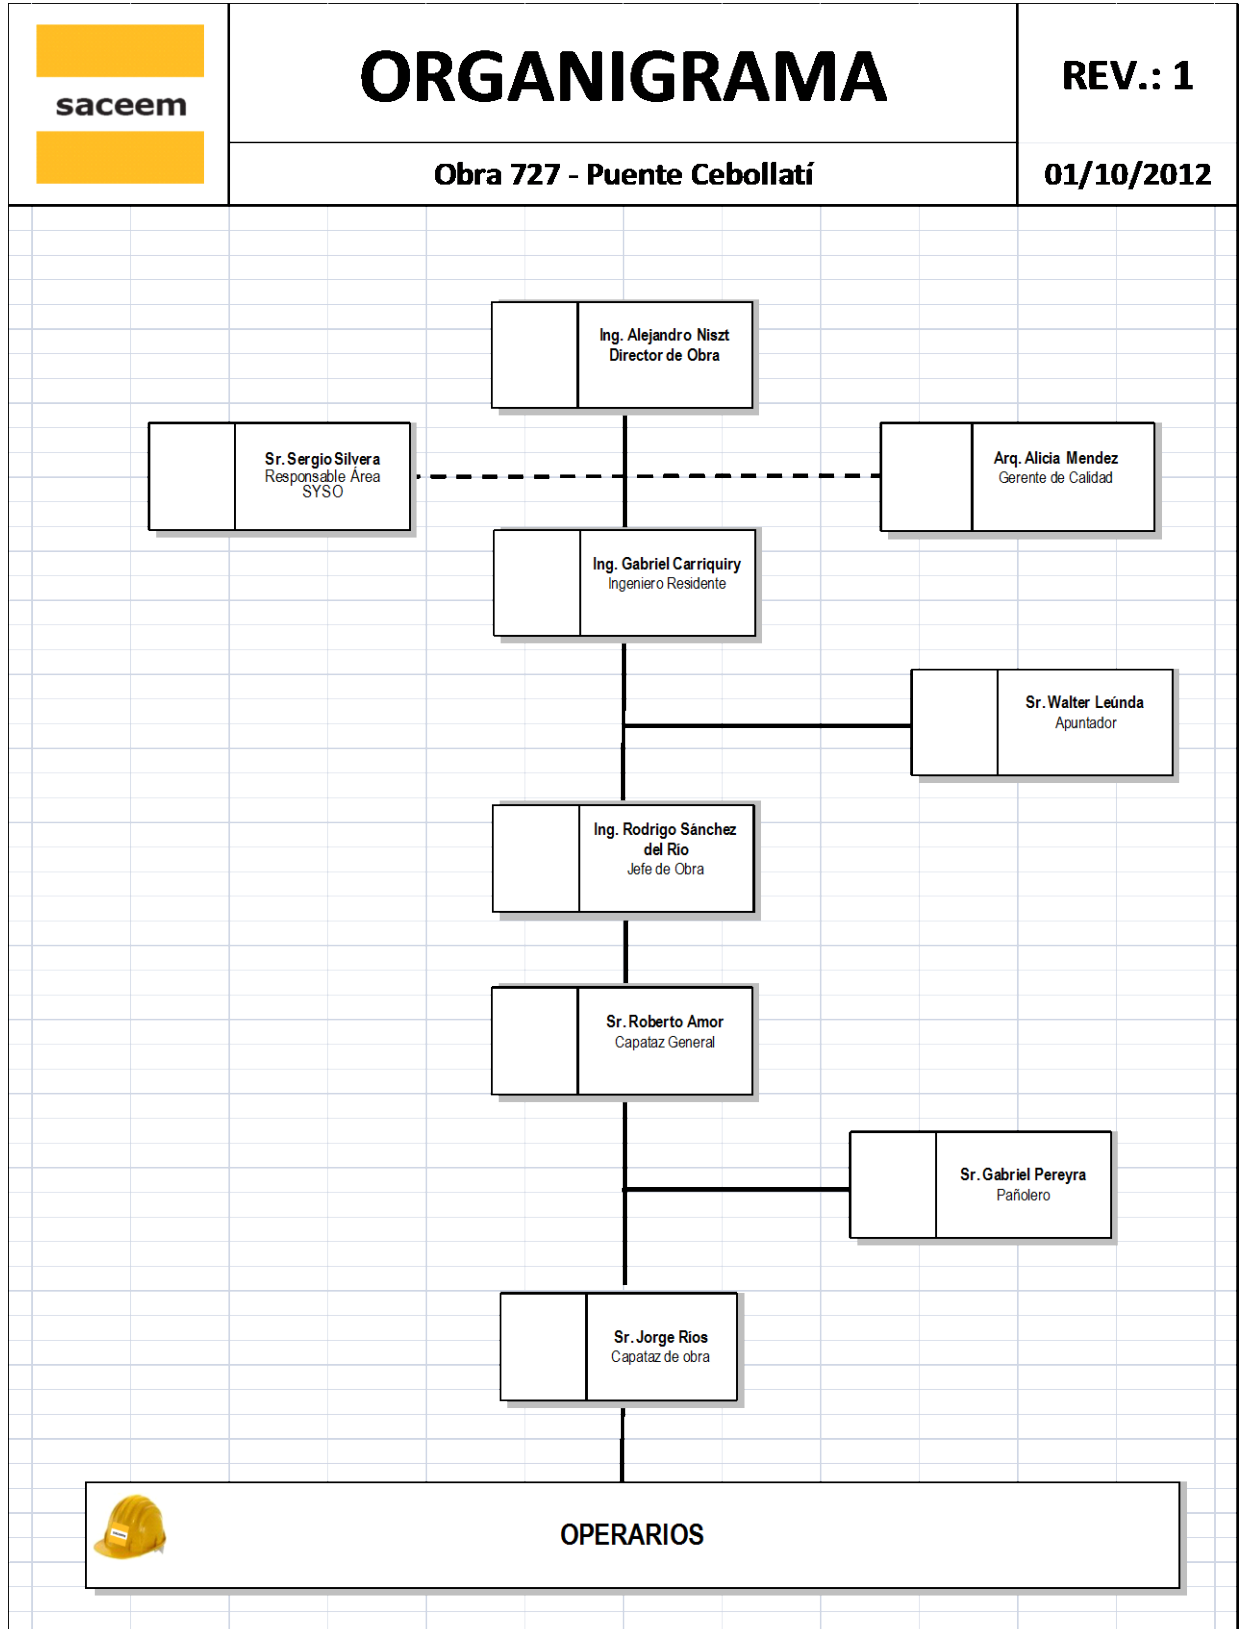 saceem
ORGANIGRAMA
REV.: 1
Obra 727 - Puente Cebollatí
01/10/2012
Ing. Alejandro Niszt
Director de Obra
Sr. Sergio Silvera
Responsable Área
SYSO
Arq. Alicia Mendez
Gerente de Calidad
Ing. Gabriel Carriquiry
Ingeniero Residente
Sr. Walter Leúnda
Apuntador
Ing. Rodrigo Sánchez
del Río
Jefe de Obra
Sr. Roberto Amor
Capataz General
Sr. Gabriel Pereyra
Pañolero
Sr. Jorge Ríos
Capataz de obra
OPERARIOS